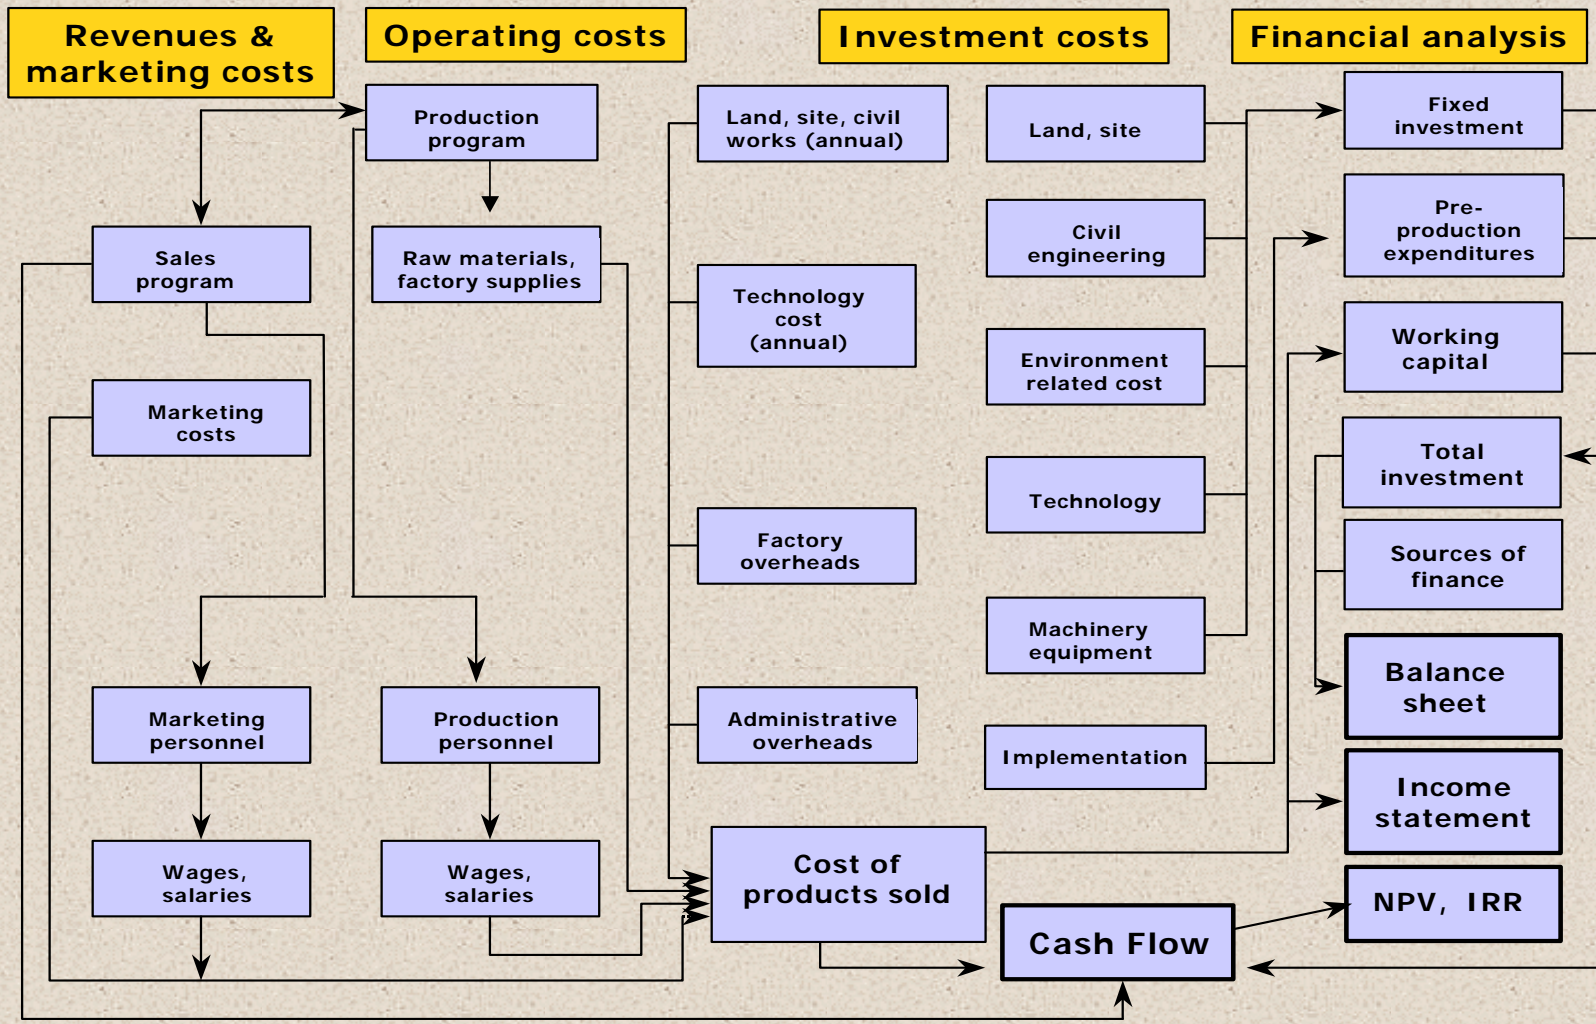 Revenues &
marketing costs
Operating costs
Investment costs
Financial analysis
Production
program
Sales
program
Raw materials,
factory supplies
Marketing
costs
Marketing
personnel
Production
personnel
Wages,
salaries
Wages,
salaries
Land, site, civil
works (annual)
Technology
cost
(annual)
Factory
overheads
Administrative
overheads
Cost of
products sold
Land, site
Civil
engineering
Environment
related cost
Technology
Machinery
equipment
Implementation
Cash Flow
Fixed
investment
Pre-
production
expenditures
Working
capital
Total
investment
Sources of
finance
Balance
sheet
Income
statement
NPV, IRR